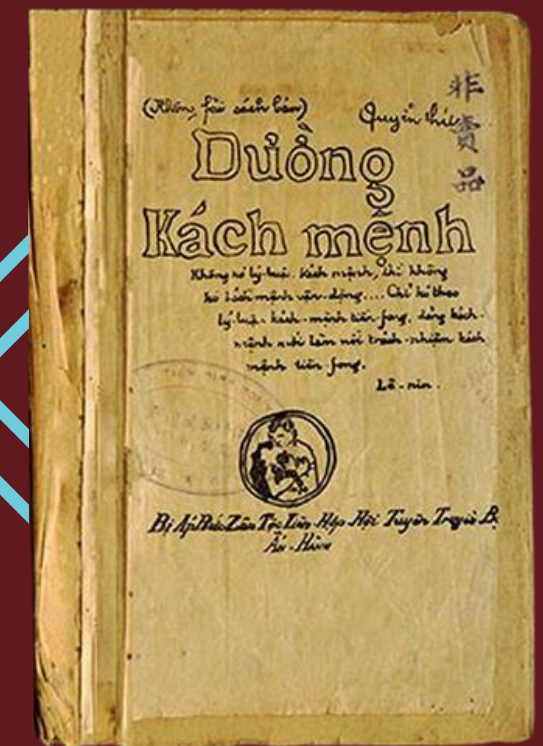 (Không fải sách bán)
Quyển thứ
非賣品
Đường
Kách mệnh
Không có lý luận kách mệnh, thì không
có kách mệnh vận-động.... Chỉ có theo
lý-luận kách-mệnh tiên-fong, đảng kách-
mệnh mới làm nổi trách-nhiệm kách
mệnh tiên-fong.
Lê-nin.
Bị Áp Bức Zân Tộc Liên-Hợp-Hội Tuyên Truyền Bộ
Ấn-Hành